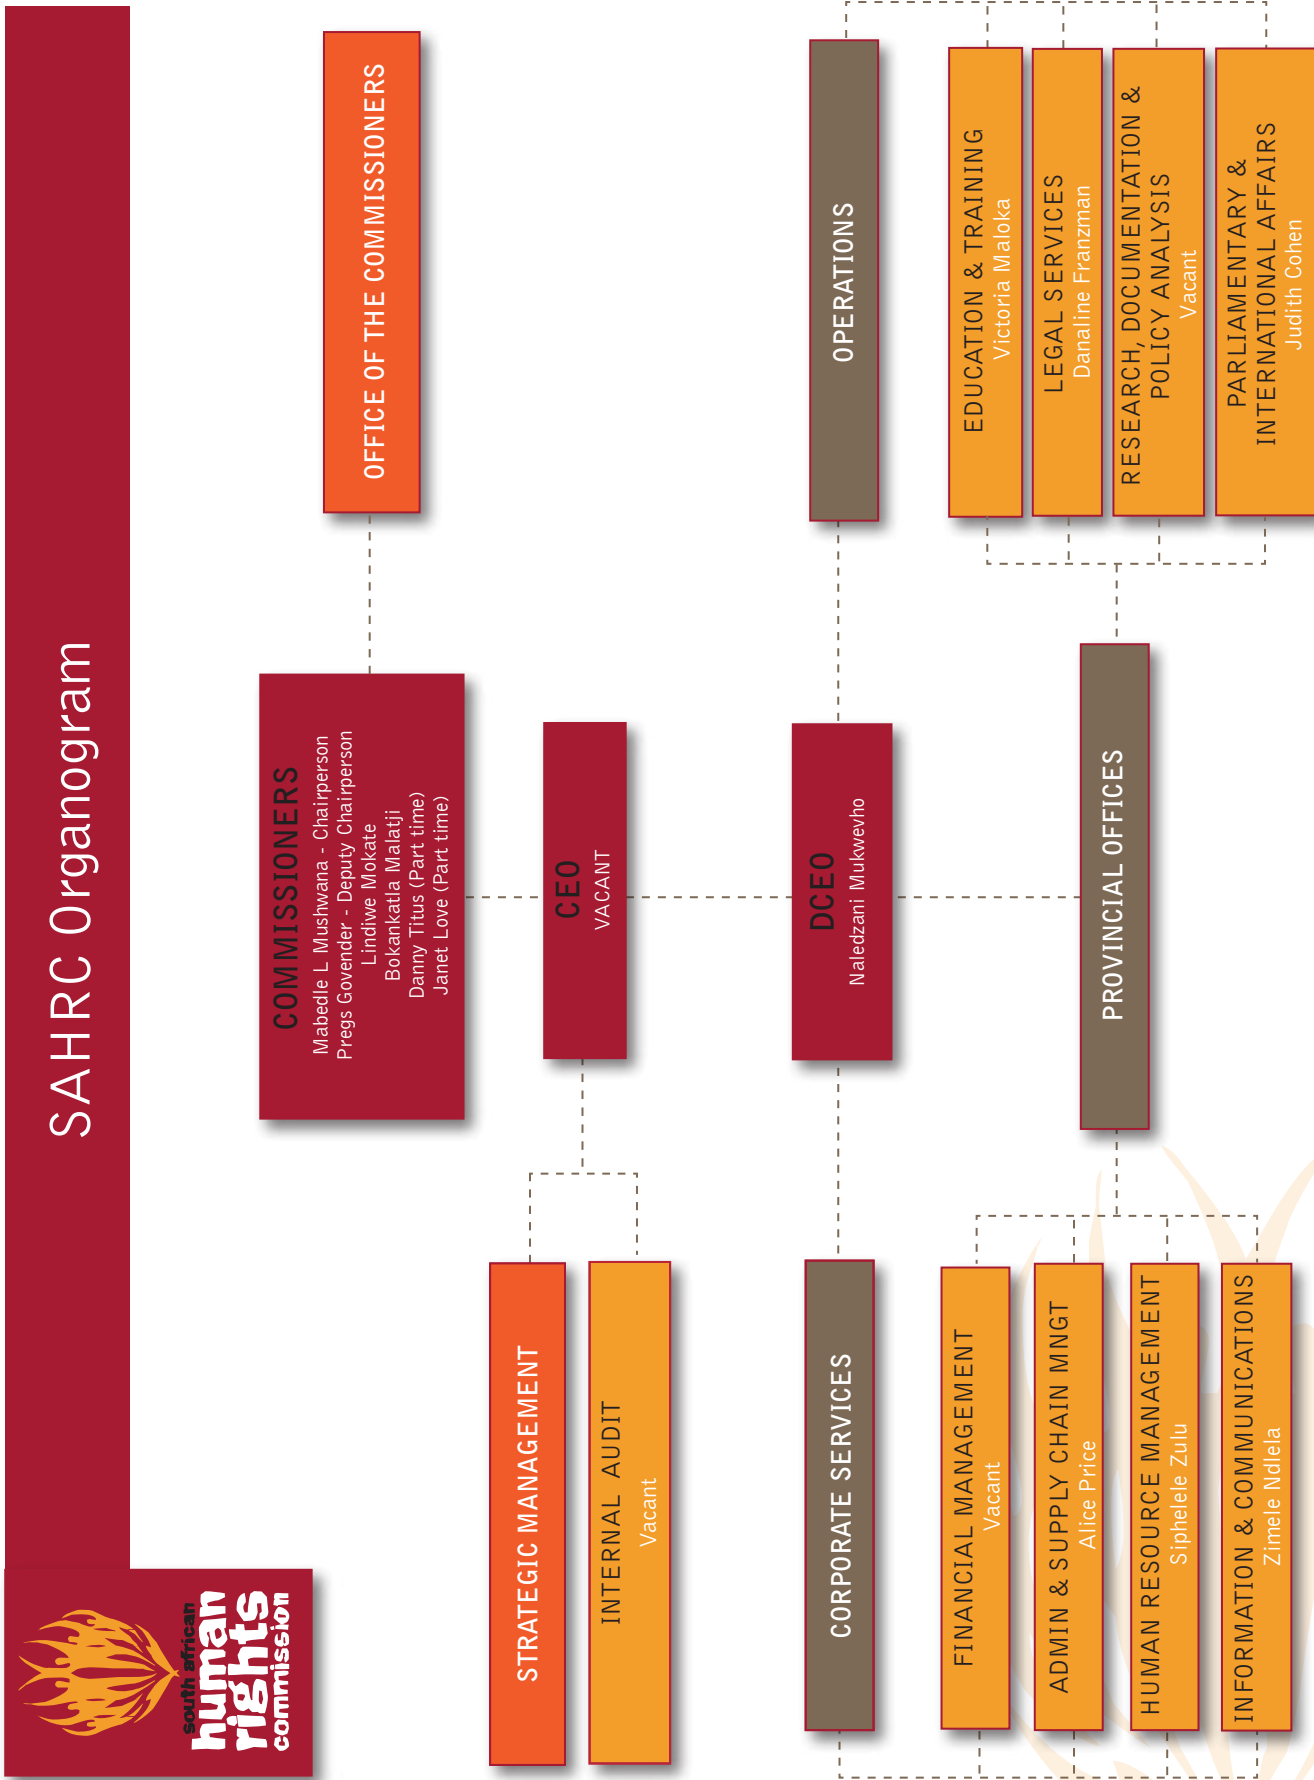 SAHRC Organogram
south african
human
rights
commission
COMMISSIONERS
Mabedle L Mushwana - Chairperson
Pregs Govender - Deputy Chairperson
Lindiwe Mokate
Bokankatla Malatji
Danny Titus (Part time)
Janet Love (Part time)
OFFICE OF THE COMMISSIONERS
CEO
VACANT
STRATEGIC MANAGEMENT
INTERNAL AUDIT
Vacant
DCEO
Naledzani Mukwevho
CORPORATE SERVICES
OPERATIONS
PROVINCIAL OFFICES
FINANCIAL MANAGEMENT
Vacant
ADMIN & SUPPLY CHAIN MNGT
Alice Price
HUMAN RESOURCE MANAGEMENT
Siphelele Zulu
INFORMATION & COMMUNICATIONS
Zimele Ndlela
EDUCATION & TRAINING
Victoria Maloka
LEGAL SERVICES
Danaline Franzman
RESEARCH, DOCUMENTATION &
POLICY ANALYSIS
Vacant
PARLIAMENTARY &
INTERNATIONAL AFFAIRS
Judith Cohen